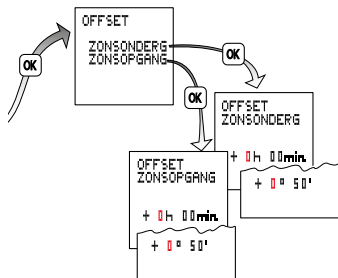 OFFSET
ZONSONDERG
ZONSOPGANG
OK
OK
OK
OFFSET
ZONSONDERG
+ 0h 00min.
+ 0° 50'
OFFSET
ZONSOPGANG
+ 0h 00min.
+ 0° 50'